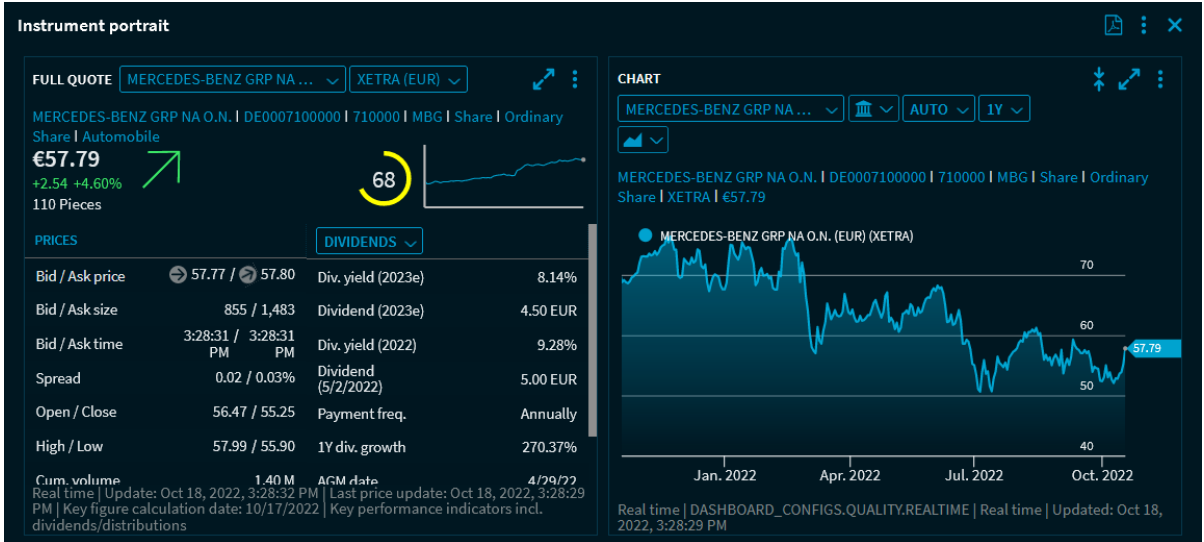 Instrument portrait
FULL QUOTE MERCEDES-BENZ GRP NA ... XETRA (EUR)
MERCEDES-BENZ GRP NA O.N. I DE0007100000 I 710000 I MBG I Share I Ordinary
Share I Automobile
€57.79
+2.54 +4.60%
110 Pieces
68
PRICES
DIVIDENDS
Bid / Ask price 57.77 / 57.80 Div. yield (2023e) 8.14%
Bid / Ask size 855 / 1,483 Dividend (2023e) 4.50 EUR
Bid / Ask time 3:28:31 PM / 3:28:31 PM Div. yield (2022) 9.28%
Spread 0.02 / 0.03% Dividend (5/2/2022) 5.00 EUR
Open / Close 56.47 / 55.25 Payment freq. Annually
High / Low 57.99 / 55.90 1Y div. growth 270.37%
Cum. volume 1.40 M AGM date 4/29/22
Real time | Update: Oct 18, 2022, 3:28:32 PM | Last price update: Oct 18, 2022, 3:28:29
PM | Key figure calculation date: 10/17/2022 | Key performance indicators incl.
dividends/distributions
CHART
MERCEDES-BENZ GRP NA ... AUTO 1Y
MERCEDES-BENZ GRP NA O.N. I DE0007100000 I 710000 I MBG I Share I Ordinary
Share I XETRA I €57.79
MERCEDES-BENZ GRP NA O.N. (EUR) (XETRA)
70
60
57.79
50
40
Jan. 2022 Apr. 2022 Jul. 2022 Oct. 2022
Real time | DASHBOARD_CONFIGS.QUALITY.REALTIME | Real time | Updated: Oct 18,
2022, 3:28:29 PM